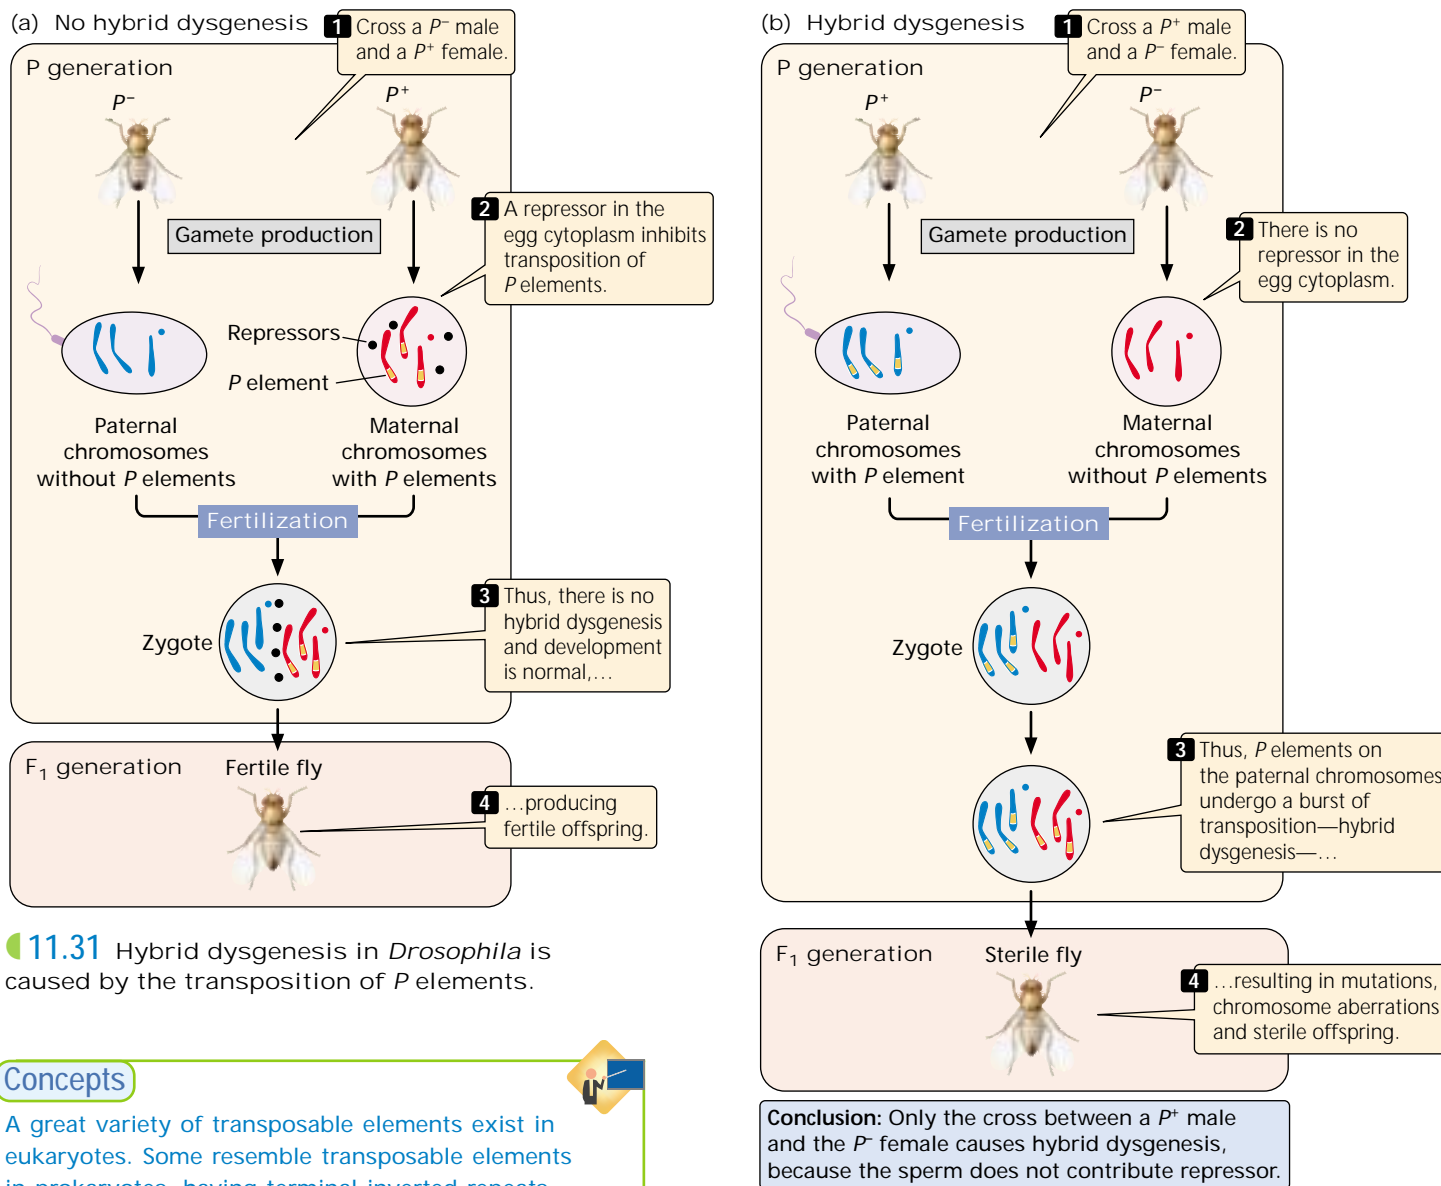 (a) No hybrid dysgenesis
1 Cross a P– male
and a P+ female.
P generation
P–
P+
Gamete production
2 A repressor in the
egg cytoplasm inhibits
transposition of
P elements.
Repressors
P element
Paternal
chromosomes
without P elements
Maternal
chromosomes
with P elements
Fertilization
Zygote
3 Thus, there is no
hybrid dysgenesis
and development
is normal,…
F1 generation
Fertile fly
4 …producing
fertile offspring.
11.31 Hybrid dysgenesis in Drosophila is
caused by the transposition of P elements.
Concepts
A great variety of transposable elements exist in
eukaryotes. Some resemble transposable elements
in prokaryotes, having terminal inverted repeats
(b) Hybrid dysgenesis
1 Cross a P+ male
and a P– female.
P generation
P+
P–
Gamete production
2 There is no
repressor in the
egg cytoplasm.
Paternal
chromosomes
with P element
Maternal
chromosomes
without P elements
Fertilization
Zygote
3 Thus, P elements on
the paternal chromosomes
undergo a burst of
transposition—hybrid
dysgenesis—…
F1 generation
Sterile fly
4 …resulting in mutations,
chromosome aberrations
and sterile offspring.
Conclusion: Only the cross between a P+ male
and the P– female causes hybrid dysgenesis,
because the sperm does not contribute repressor.